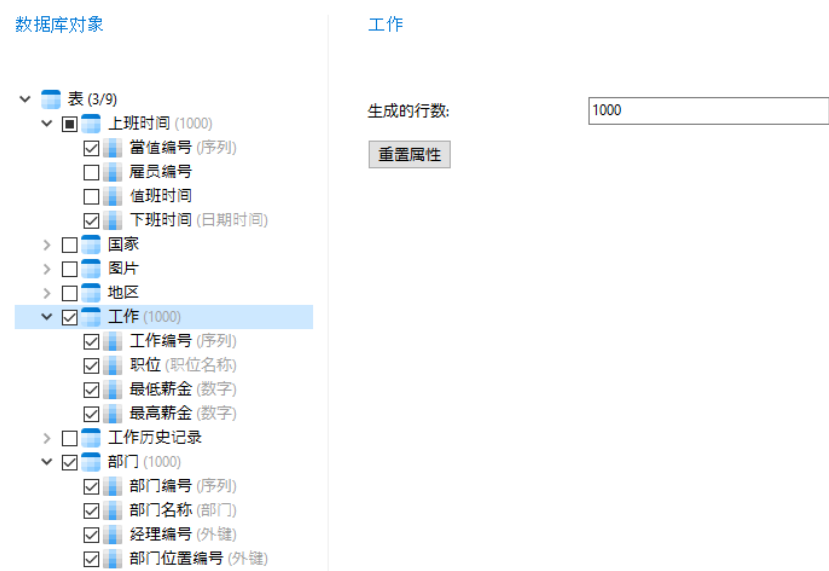 数据库对象
工作
表 (3/9)
上班时间 (1000)
當值编号 (序列)
雇员编号
值班时间
下班时间 (日期时间)
国家
图片
地区
工作 (1000)
工作编号 (序列)
职位 (职位名称)
最低薪金 (数字)
最高薪金 (数字)
工作历史记录
部门 (1000)
部门编号 (序列)
部门名称 (部门)
经理编号 (外键)
部门位置编号 (外键)
生成的行数: 1000
重置属性